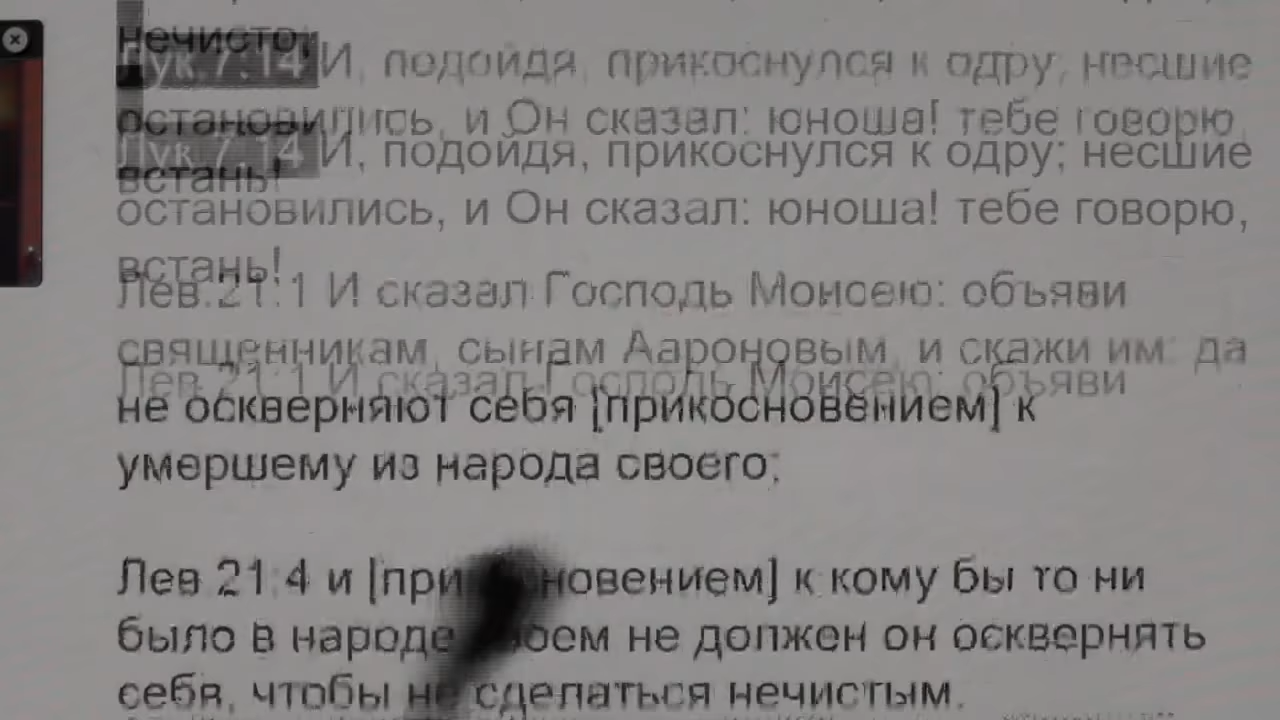 нечисто;
Лук.7:14 И, подойдя, прикоснулся к одру; несшие
остановились, и Он сказал: юноша! тебе говорю,
Лук.7:14 И, подойдя, прикоснулся к одру; несшие
встань!
остановились, и Он сказал: юноша! тебе говорю,
встань!
Лев.21:1 И сказал Господь Моисею: объяви
священникам, сынам Аароновым, и скажи им: да
Лев.21:1 И сказал Господь Моисею: объяви
не оскверняют себя [прикосновением] к
умершему из народа своего;
Лев 21:4 и [при новением] к кому бы то ни
было в народе не должен он осквернять
себя, чтобы не сделаться нечистым.